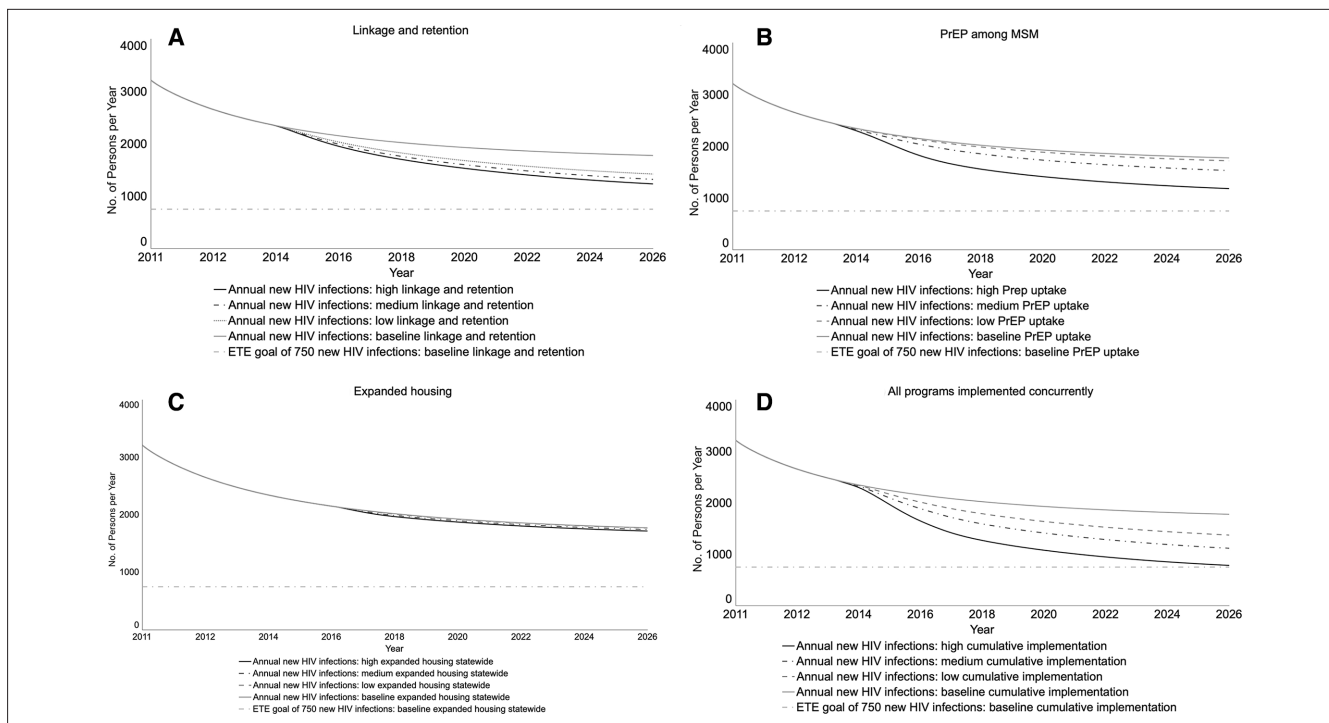 A
Linkage and retention
No. of Persons per Year
4000
3000
2000
1000
0
2011 2012 2014 2016 2018 2020 2022 2024 2026
Year
Annual new HIV infections: high linkage and retention
Annual new HIV infections: medium linkage and retention
Annual new HIV infections: low linkage and retention
Annual new HIV infections: baseline linkage and retention
ETE goal of 750 new HIV infections: baseline linkage and retention
B
PrEP among MSM
No. of Persons per Year
4000
3000
2000
1000
0
2011 2012 2014 2016 2018 2020 2022 2024 2026
Year
Annual new HIV infections: high Prep uptake
Annual new HIV infections: medium PrEP uptake
Annual new HIV infections: low PrEP uptake
Annual new HIV infections: baseline PrEP uptake
ETE goal of 750 new HIV infections: baseline PrEP uptake
C
Expanded housing
No. of Persons per Year
4000
3000
2000
1000
0
2011 2012 2014 2016 2018 2020 2022 2024 2026
Year
Annual new HIV infections: high expanded housing statewide
Annual new HIV infections: medium expanded housing statewide
Annual new HIV infections: low expanded housing statewide
Annual new HIV infections: baseline expanded housing statewide
ETE goal of 750 new HIV infections: baseline expanded housing statewide
D
All programs implemented concurrently
No. of Persons per Year
4000
3000
2000
1000
0
2011 2012 2014 2016 2018 2020 2022 2024 2026
Year
Annual new HIV infections: high cumulative implementation
Annual new HIV infections: medium cumulative implementation
Annual new HIV infections: low cumulative implementation
Annual new HIV infections: baseline cumulative implementation
ETE goal of 750 new HIV infections: baseline cumulative implementation